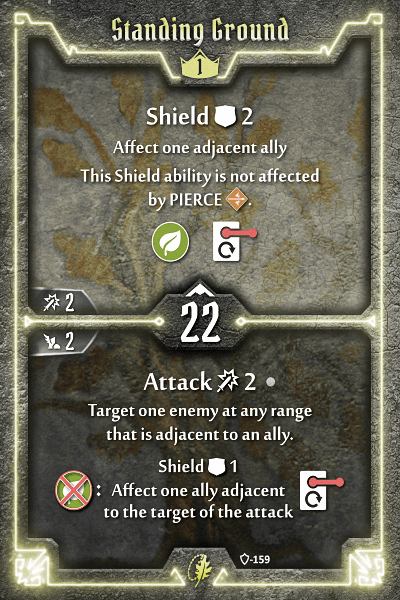 Standing Ground
1
Shield 2
Affect one adjacent ally
This Shield ability is not affected
by PIERCE .
2
22
2
Attack 2
Target one enemy at any range
that is adjacent to an ally.
Shield 1
: Affect one ally adjacent
to the target of the attack
-159